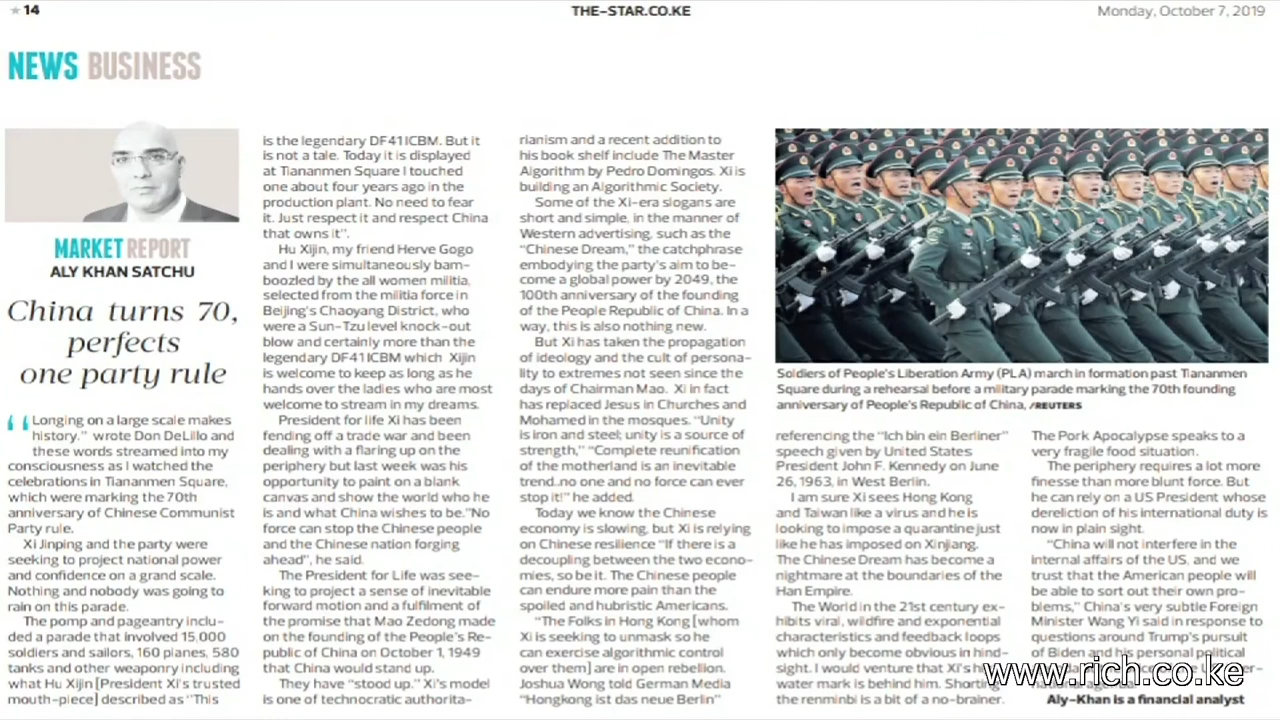 ★ 14
THE-STAR.CO.KE
Monday, October 7, 2019
NEWS BUSINESS
MARKET REPORT
ALY KHAN SATCHU
China turns 70,
perfects
one party rule
“Longing on a large scale makes
history.” wrote Don DeLillo and
these words streamed into my
consciousness as I watched the
celebrations in Tiananmen Square,
which were marking the 70th
anniversary of Chinese Communist
Party rule.
Xi Jinping and the party were
seeking to project national power
and confidence on a grand scale.
Nothing and nobody was going to
rain on this parade.
The pomp and pageantry inclu-
ded a parade that involved 15,000
soldiers and sailors, 160 planes, 580
tanks and other weaponry including
what Hu Xijin [President Xi's trusted
mouth-piece] described as “This
is the legendary DF41 ICBM. But it
is not a tale. Today it is displayed
at Tiananmen Square I touched
one about four years ago in the
production plant. No need to fear
it. Just respect it and respect China
that owns it”.
Hu Xijin, my friend Herve Gogo
and I were simultaneously bam-
boozled by the all women militia,
selected from the militia force in
Beijing's Chaoyang District, who
were a Sun-Tzu level knock-out
blow and certainly more than the
legendary DF41 ICBM which Xijin
is welcome to keep as long as he
hands over the ladies who are most
welcome to stream in my dreams.
President for life Xi has been
fending off a trade war and been
dealing with a flaring up on the
periphery but last week was his
opportunity to paint on a blank
canvas and show the world who he
is and what China wishes to be.”No
force can stop the Chinese people
and the Chinese nation forging
ahead”, he said.
The President for Life was see-
king to project a sense of inevitable
forward motion and a fulfilment of
the promise that Mao Zedong made
on the founding of the People's Re-
public of China on October 1, 1949
that China would stand up.
They have “stood up.” Xi's model
is one of technocratic authorita-
rianism and a recent addition to
his book shelf include The Master
Algorithm by Pedro Domingos. Xi is
building an Algorithmic Society.
Some of the Xi-era slogans are
short and simple, in the manner of
Western advertising, such as the
“Chinese Dream,” the catchphrase
embodying the party's aim to be-
come a global power by 2049, the
100th anniversary of the founding
of the People Republic of China. In a
way, this is also nothing new.
But Xi has taken the propagation
of ideology and the cult of persona-
lity to extremes not seen since the
days of Chairman Mao. Xi in fact
has replaced Jesus in Churches and
Mohamed in the mosques. “Unity
is iron and steel; unity is a source of
strength,” “Complete reunification
of the motherland is an inevitable
trend..no one and no force can ever
stop it!” he added.
Today we know the Chinese
economy is slowing, but Xi is relying
on Chinese resilience “If there is a
decoupling between the two econo-
mies, so be it. The Chinese people
can endure more pain than the
spoiled and hubristic Americans.
“The Folks in Hong Kong [whom
Xi is seeking to unmask so he
can exercise algorithmic control
over them] are in open rebellion.
Joshua Wong told German Media
“Hongkong ist das neue Berlin”
Soldiers of People's Liberation Army (PLA) march in formation past Tiananmen
Square during a rehearsal before a military parade marking the 70th founding
anniversary of People's Republic of China, /REUTERS
referencing the “Ich bin ein Berliner”
speech given by United States
President John F. Kennedy on June
26, 1963, in West Berlin.
I am sure Xi sees Hong Kong
and Taiwan like a virus and he is
looking to impose a quarantine just
like he has imposed on Xinjiang.
The Chinese Dream has become a
nightmare at the boundaries of the
Han Empire.
The World in the 21st century ex-
hibits viral, wildfire and exponential
characteristics and feedback loops
which only become obvious in hind-
sight. I would venture that Xi's
water mark is behind him. Shorting
the renminbi is a bit of a no-brainer.
The Pork Apocalypse speaks to a
very fragile food situation.
The periphery requires a lot more
finesse than more blunt force. But
he can rely on a US President whose
dereliction of his international duty is
now in plain sight.
“China will not interfere in the
internal affairs of the US, and we
trust that the American people will
be able to sort out their own pro-
blems,” China's very subtle Foreign
Minister Wang Yi said in response to
questions around Trump's pursuit
of Biden and his personal political
Aly-Khan is a financial analyst
www.rich.co.ke